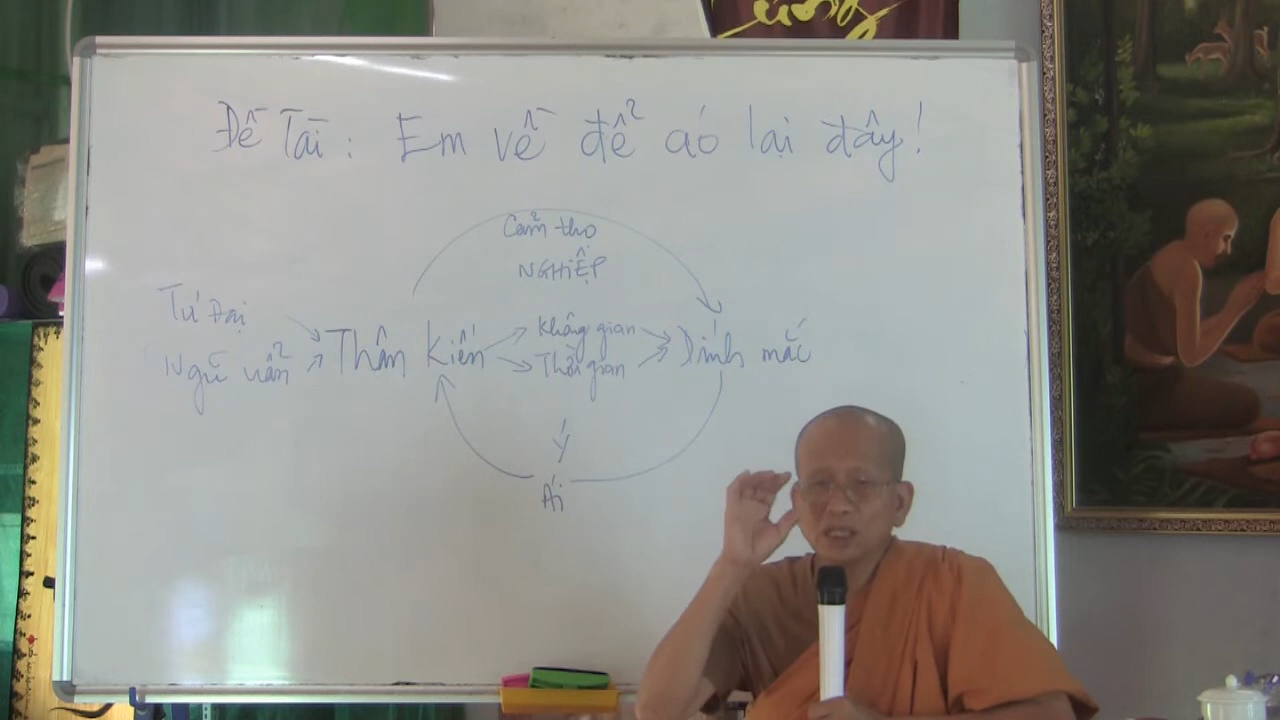 Đề Tài : Em về để áo lại đây!
Cảm thọ
NGHIỆP
Tứ Đại
Ngũ uẩn
Thân kiến
không gian
Thời gian
Dính mắc
Ý
Ái